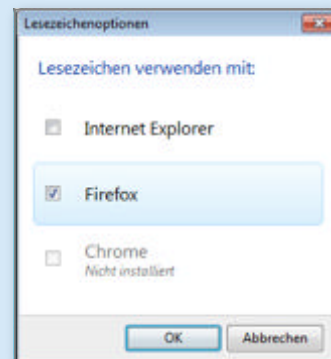 Lesezeichenoptionen
Lesezeichen verwenden mit:
Internet Explorer
Firefox
Chrome
Nicht installiert
OK
Abbrechen